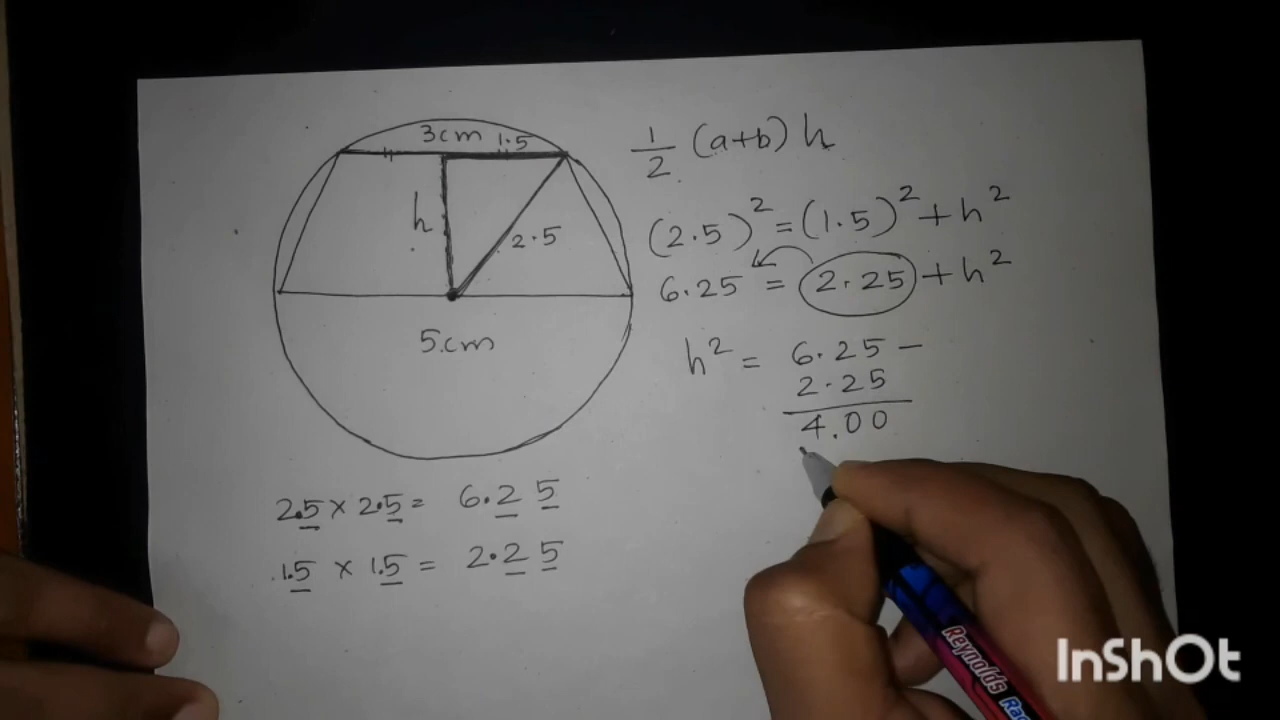 3cm 1.5
h
2.5
5cm
2.5 × 2.5 = 6.25
1.5 × 1.5 = 2.25
1/2 (a+b) h
(2.5)² = (1.5)² + h²
6.25 = 2.25 + h²
h² = 6.25 −
2.25
4.00
Reynolds
InShOt